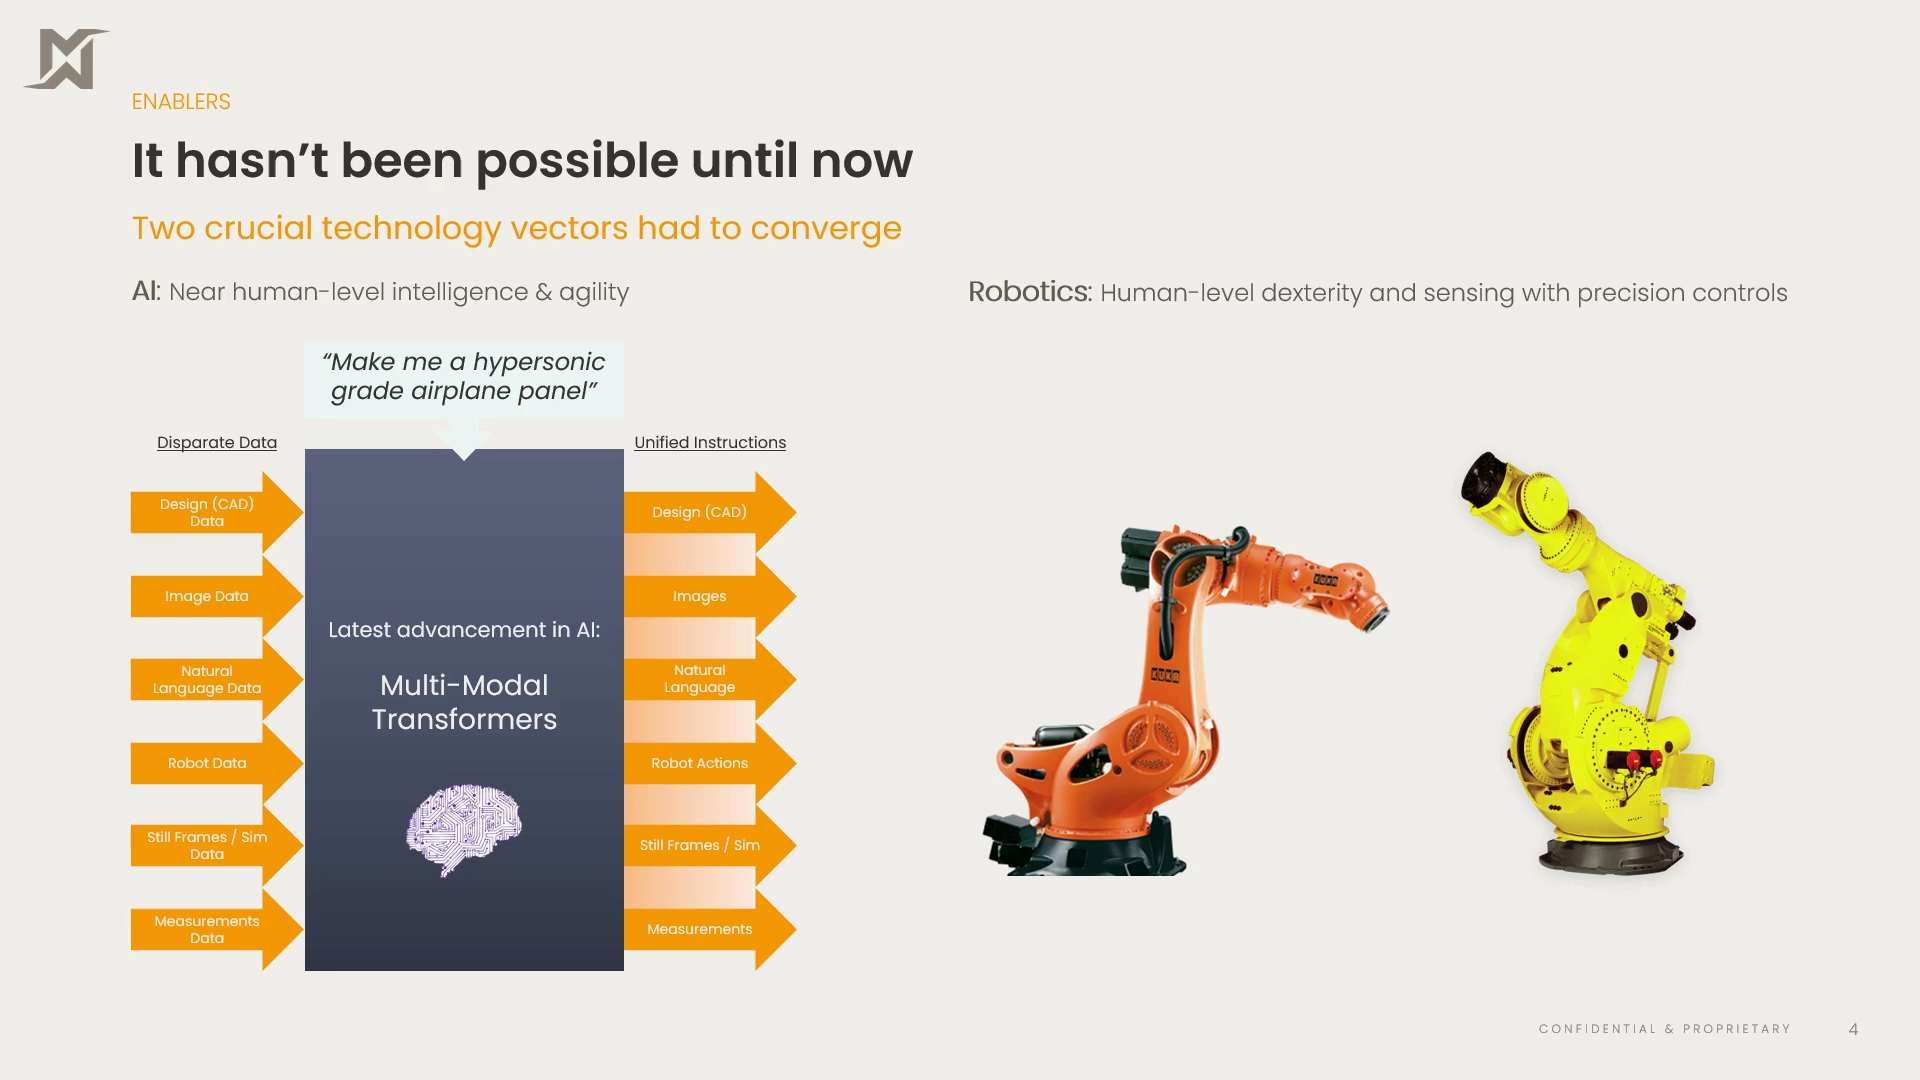 ENABLERS
It hasn’t been possible until now
Two crucial technology vectors had to converge
AI: Near human-level intelligence & agility
“Make me a hypersonic
grade airplane panel”
Disparate Data
Design (CAD)
Data
Image Data
Natural
Language Data
Robot Data
Still Frames / Sim
Data
Measurements
Data
Latest advancement in AI:
Multi-Modal
Transformers
Unified Instructions
Design (CAD)
Images
Natural
Language
Robot Actions
Still Frames / Sim
Measurements
Robotics: Human-level dexterity and sensing with precision controls
KUKA
KUKA
CONFIDENTIAL & PROPRIETARY
4